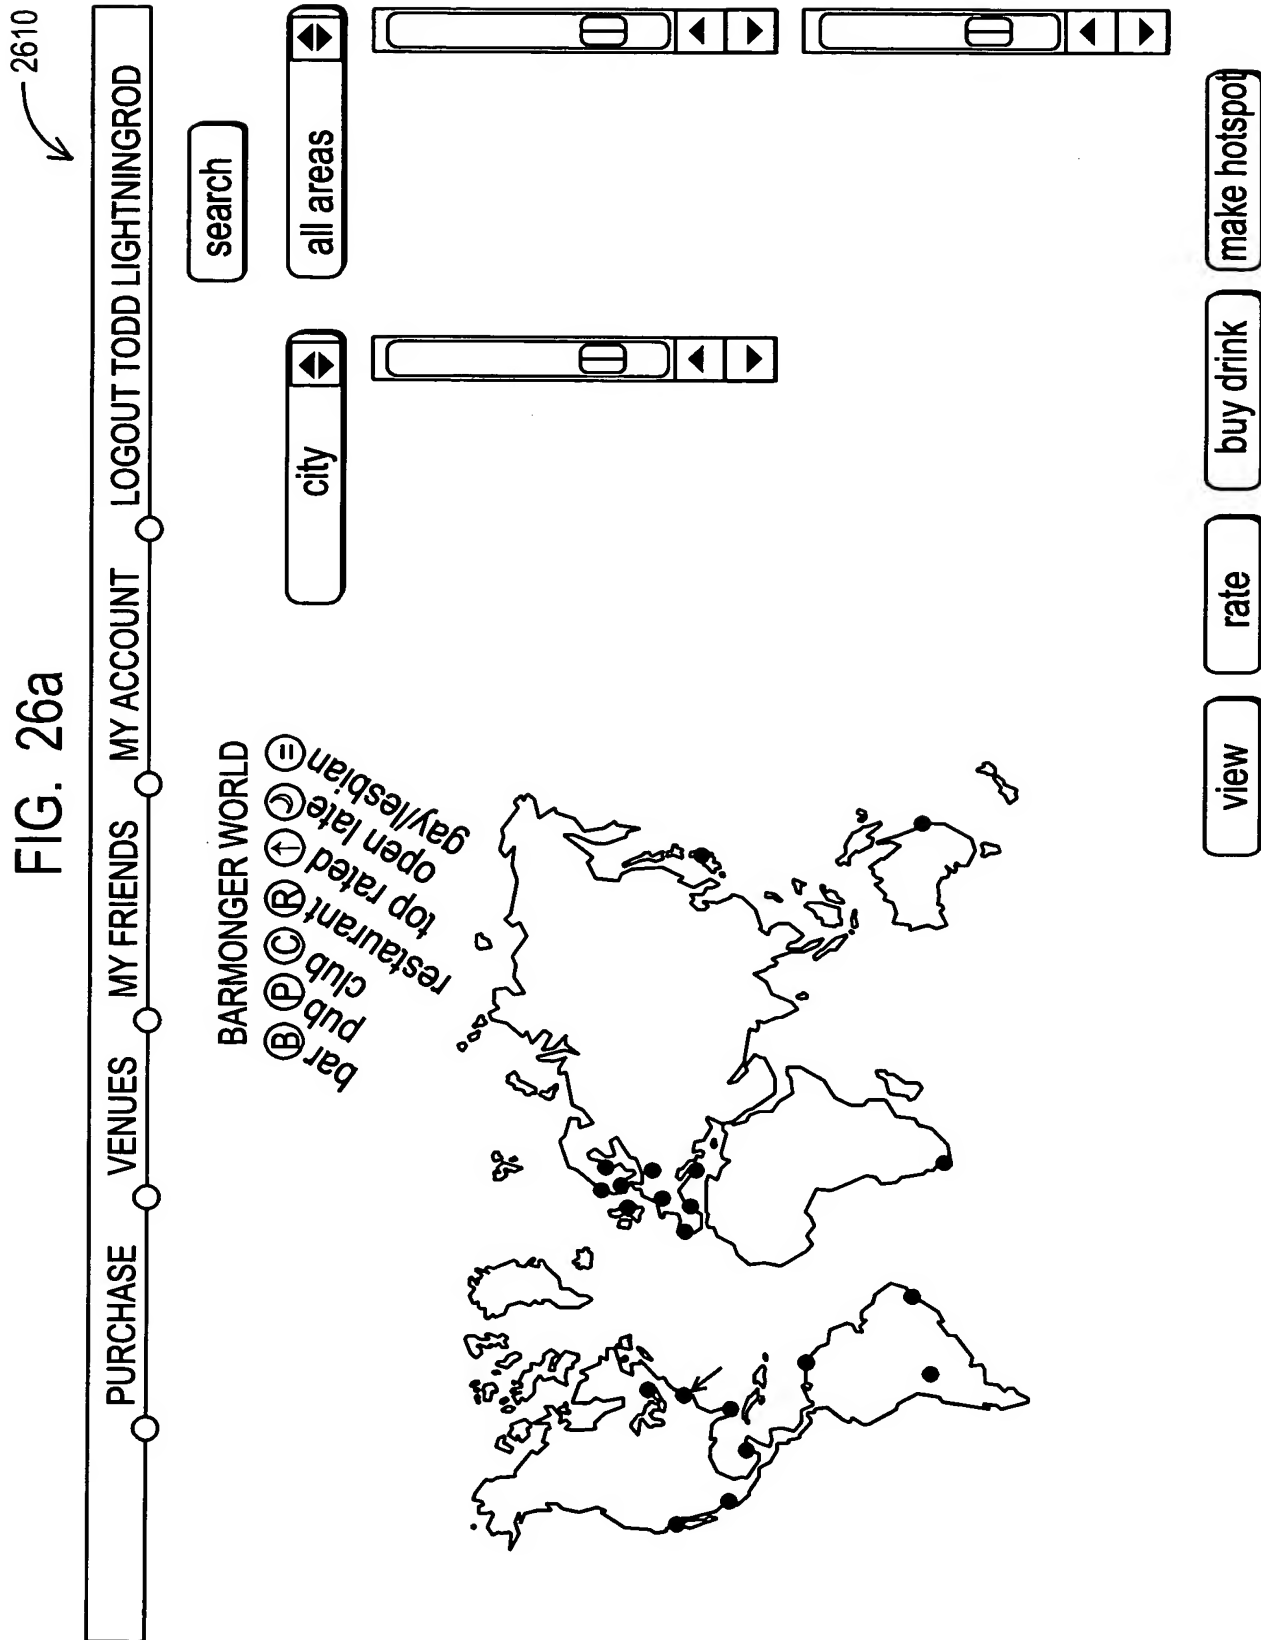 FIG. 26a
2610
PURCHASE VENUES MY FRIENDS MY ACCOUNT LOGOUT TODD LIGHTNINGROD
search
BARMONGER WORLD
B P C R ↑ =
bar
pub
club
restaurant
top rated
open late
gay/lesbian
city
all areas
view
rate
buy drink
make hotspot